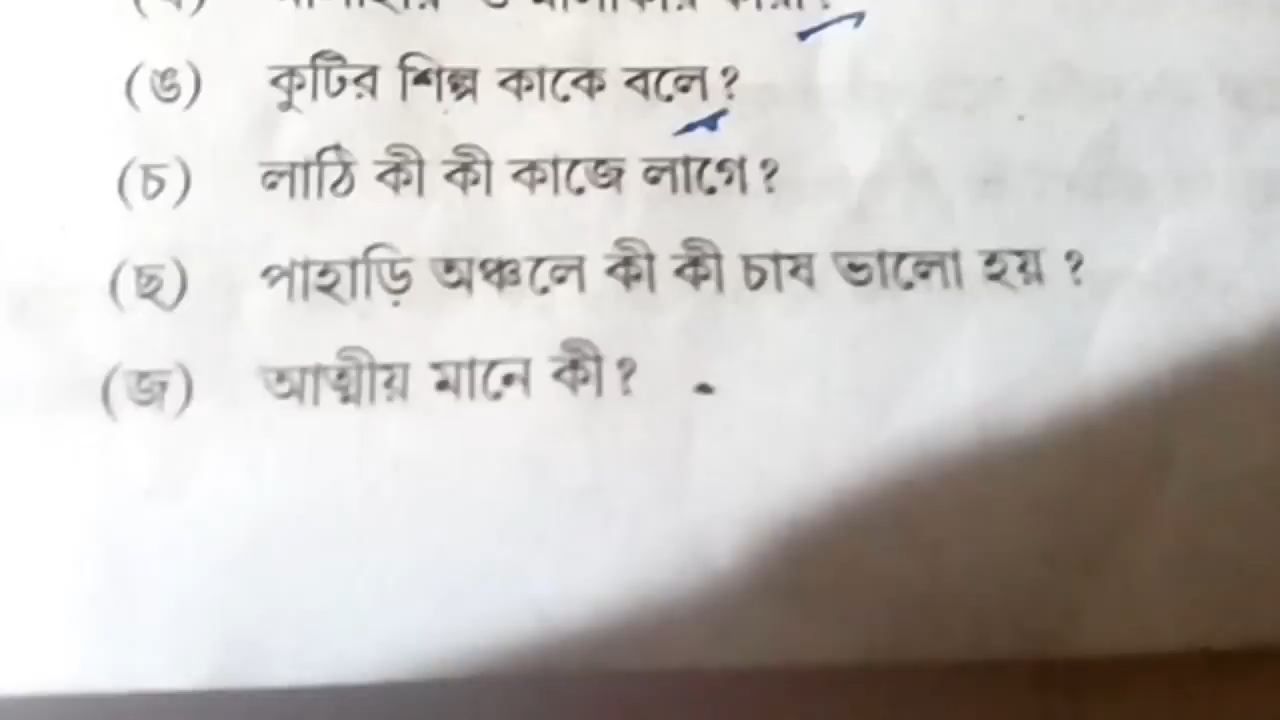 (ঙ) কুটির শিল্প কাকে বলে?
(চ) লাঠি কী কী কাজে লাগে?
(ছ) পাহাড়ি অঞ্চলে কী কী চাষ ভালো হয় ?
(জ) আত্মীয় মানে কী?